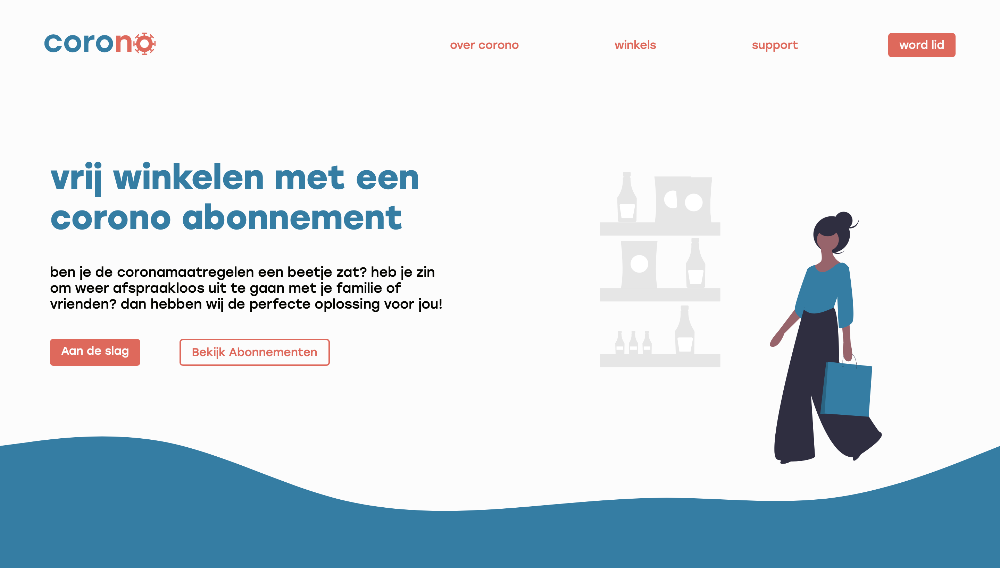 corono
over corono
winkels
support
word lid
vrij winkelen met een
corono abonnement
ben je de coronamaatregelen een beetje zat? heb je zin
om weer afspraakloos uit te gaan met je familie of
vrienden? dan hebben wij de perfecte oplossing voor jou!
Aan de slag
Bekijk Abonnementen